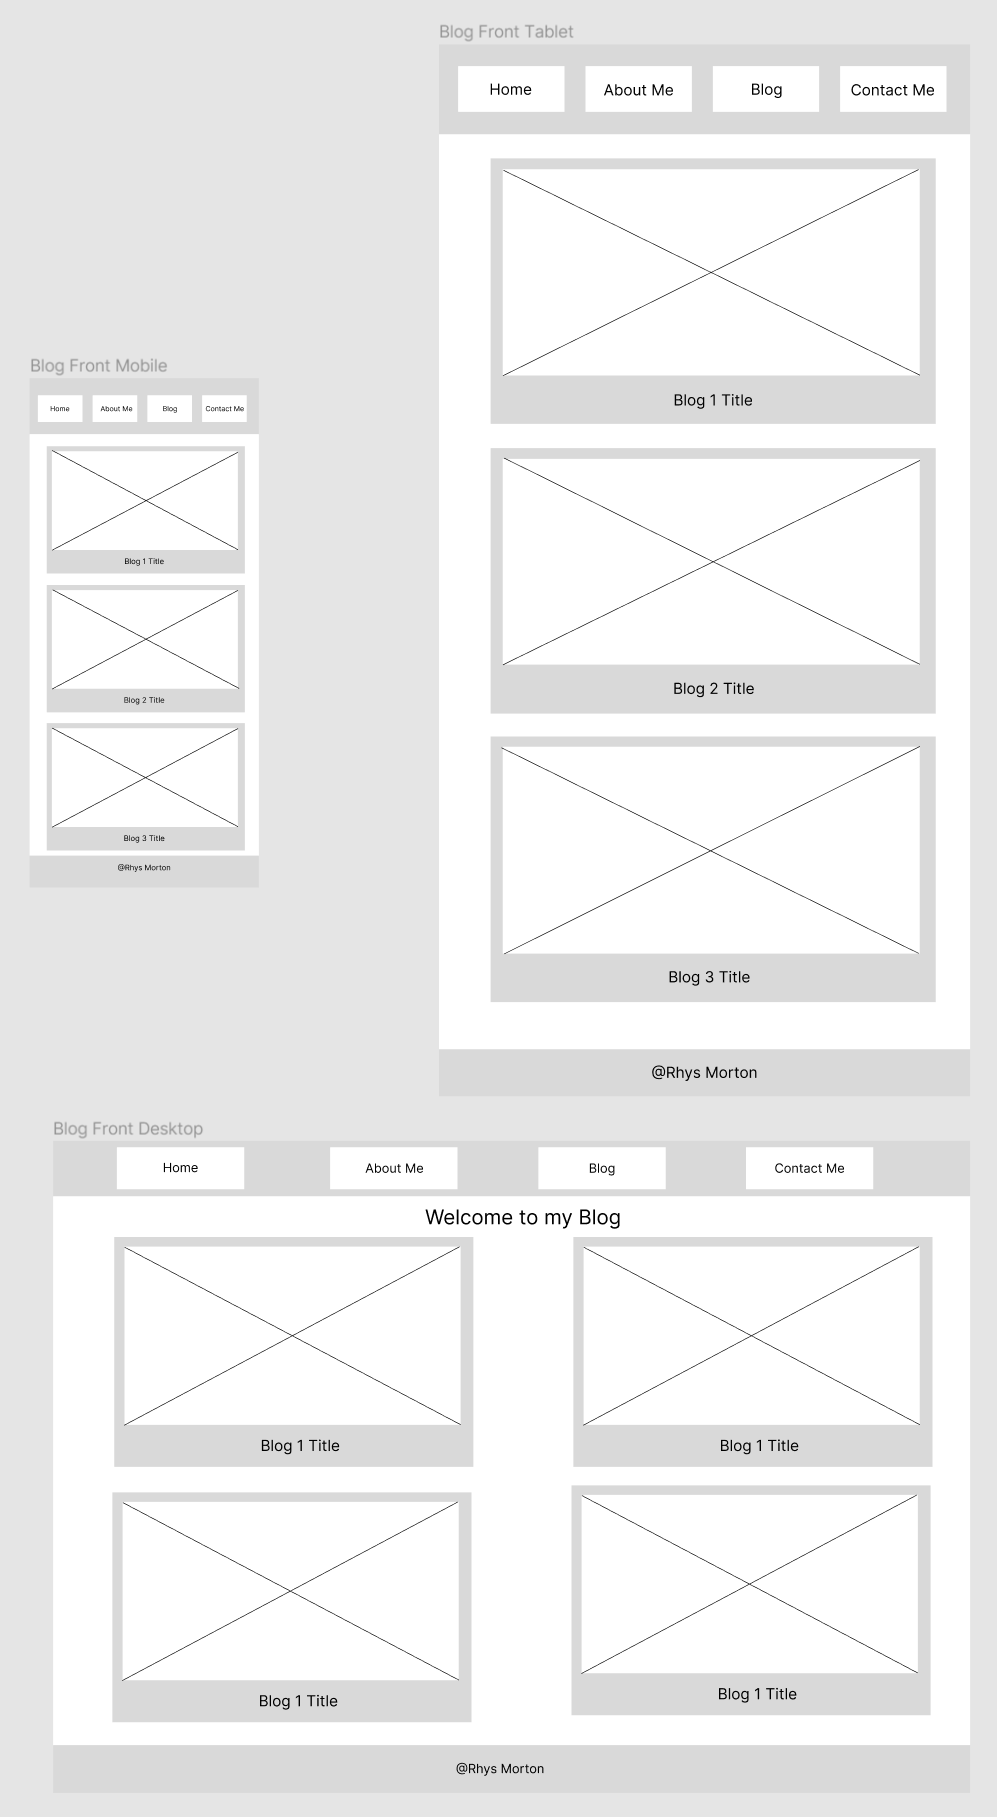 Blog Front Tablet
Home
About Me
Blog
Contact Me
Blog 1 Title
Blog 2 Title
Blog 3 Title
@Rhys Morton
Blog Front Mobile
Home
About Me
Blog
Contact Me
Blog 1 Title
Blog 2 Title
Blog 3 Title
@Rhys Morton
Blog Front Desktop
Home
About Me
Blog
Contact Me
Welcome to my Blog
Blog 1 Title
Blog 1 Title
Blog 1 Title
Blog 1 Title
@Rhys Morton